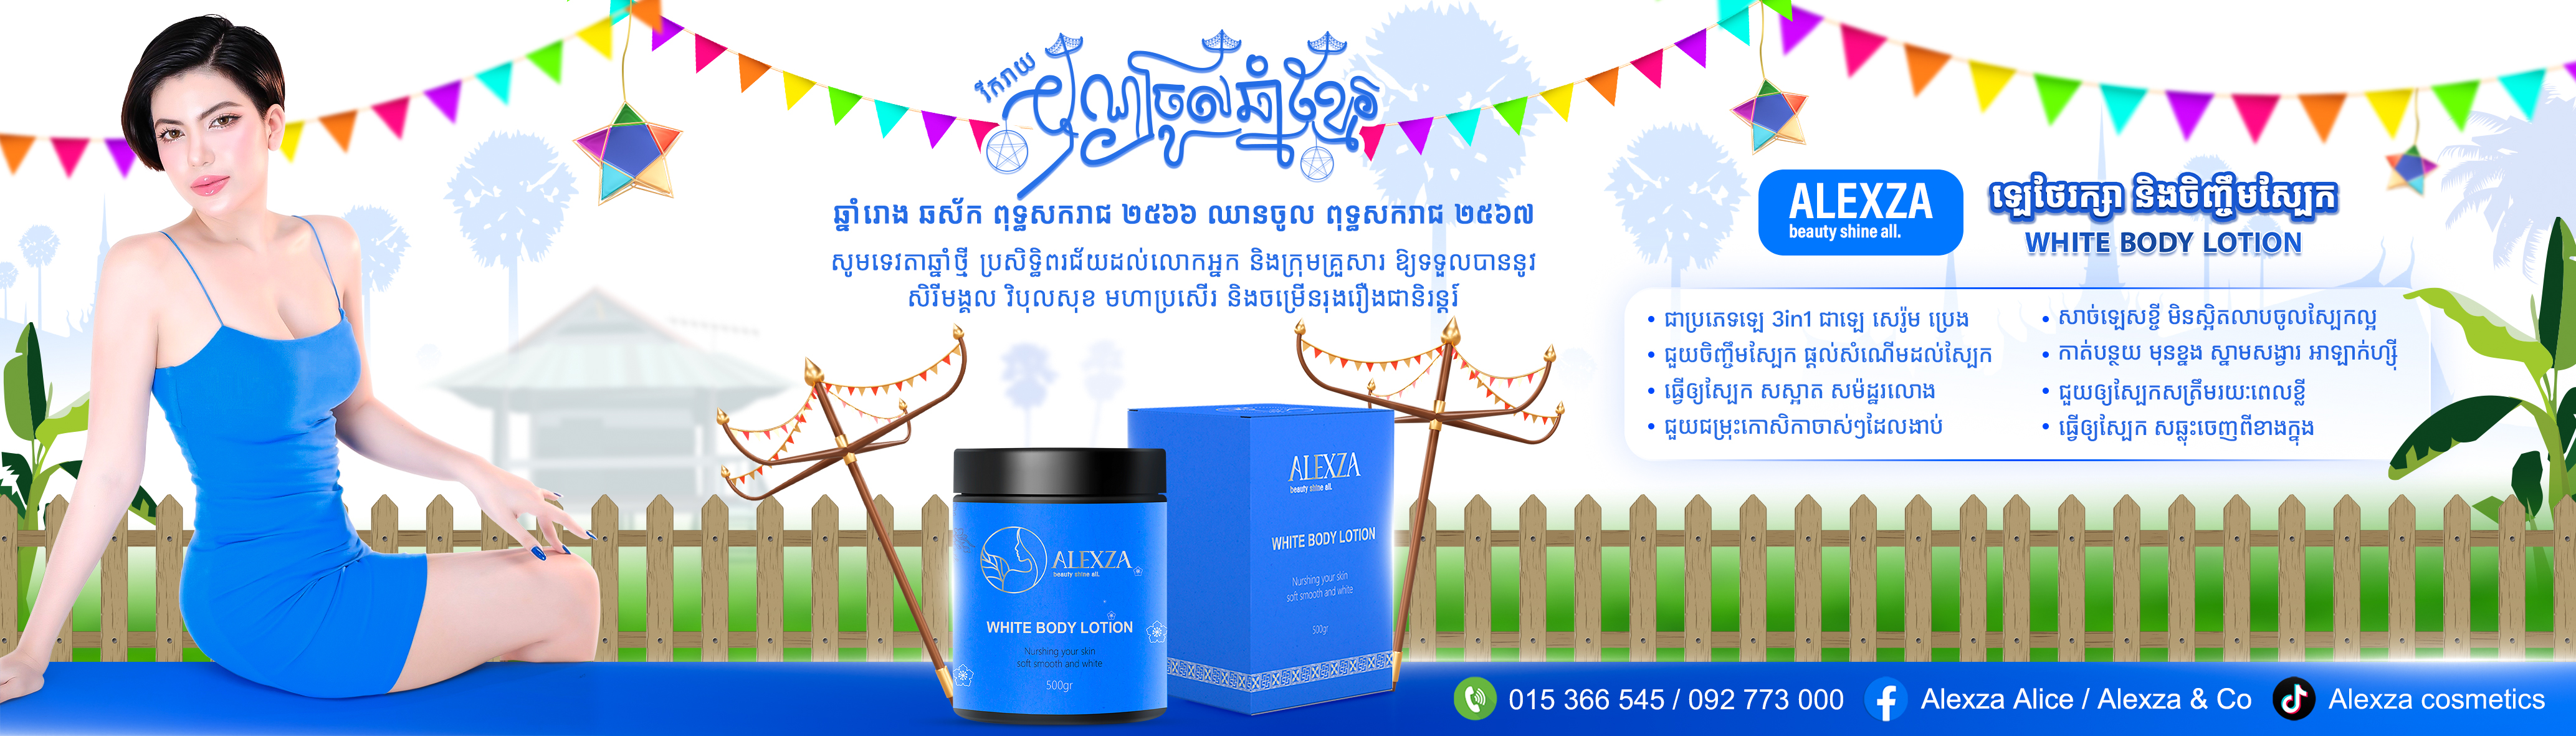 រីករាយ
បុណ្យចូលឆ្នាំខ្មែរ
ឆ្នាំរោង ឆស័ក ពុទ្ធសករាជ ២៥៦៦ ឈានចូល ពុទ្ធសករាជ ២៥៦៧
សូមទេវតាឆ្នាំថ្មី ប្រសិទ្ធិពរជ័យដល់លោកអ្នក និងក្រុមគ្រួសារ ឱ្យទទួលបាននូវ
សិរីមង្គល វិបុលសុខ មហាប្រសើរ និងចម្រើនរុងរឿងជានិរន្តរ៍
ALEXZA
beauty shine all.
ឡេថែរក្សា និងចិញ្ចឹមស្បែក
WHITE BODY LOTION
• ជាប្រភេទឡេ 3in1 ជាឡេ សេរ៉ូម ប្រេង
• ជួយចិញ្ចឹមស្បែក ផ្តល់សំណើមដល់ស្បែក
• ធ្វើឲ្យស្បែក សស្អាត សម៉ដ្ឋរលោង
• ជួយជម្រុះកោសិកាចាស់ៗដែលងាប់
• សាច់ឡេសខ្ចី មិនស្អិតលាបចូលស្បែកល្អ
• កាត់បន្ថយ មុនខ្នង ស្នាមសង្វារ អាឡាក់ហ្ស៊ី
• ជួយឲ្យស្បែកសត្រឹមរយៈពេលខ្លី
• ធ្វើឲ្យស្បែក សឆ្លុះចេញពីខាងក្នុង
ALEXZA
beauty shine all.
WHITE BODY LOTION
Nurshing your skin
soft smooth and white
500gr
ALEXZA
beauty shine all.
WHITE BODY LOTION
Nurshing your skin
soft smooth and white
500gr
015 366 545 / 092 773 000
Alexza Alice / Alexza & Co
Alexza cosmetics